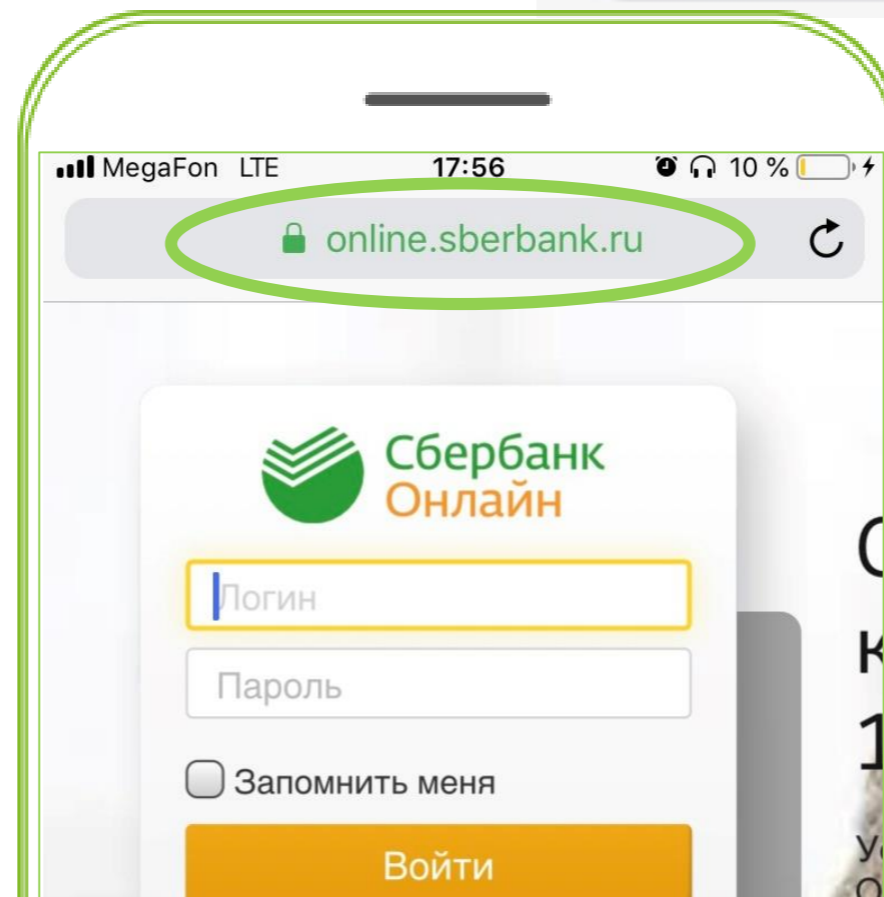 MegaFon LTE 17:56 10 %
online.sberbank.ru
Сбербанк
Онлайн
Логин
Пароль
Запомнить меня
Войти